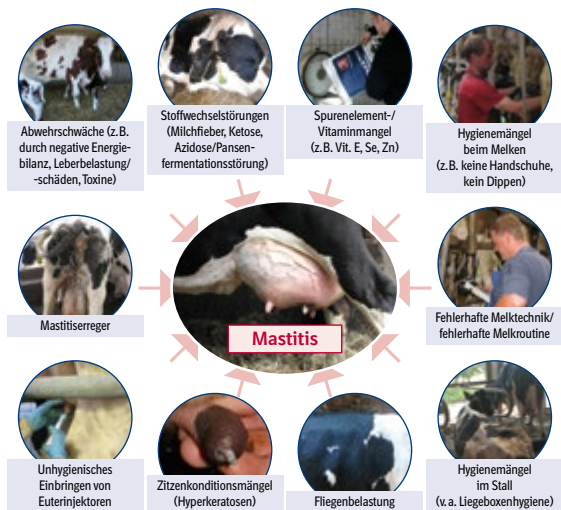 Abwehrschwäche (z.B.
durch negative Energie-
bilanz, Leberbelastung/
-schäden, Toxine)
Stoffwechselstörungen
(Milchfieber, Ketose,
Azidose/Pansen-
fermentationsstörung)
Spurenelement-/
Vitaminmangel
(z.B. Vit. E, Se, Zn)
Hygienemängel
beim Melken
(z.B. keine Handschuhe,
kein Dippen)
Mastitiserreger
Mastitis
Fehlerhafte Melktechnik/
fehlerhafte Melkroutine
Unhygienisches
Einbringen von
Euterinjektoren
Zitzenkonditionsmängel
(Hyperkeratosen)
Fliegenbelastung
Hygienemängel
im Stall
(v.a. Liegeboxenhygiene)